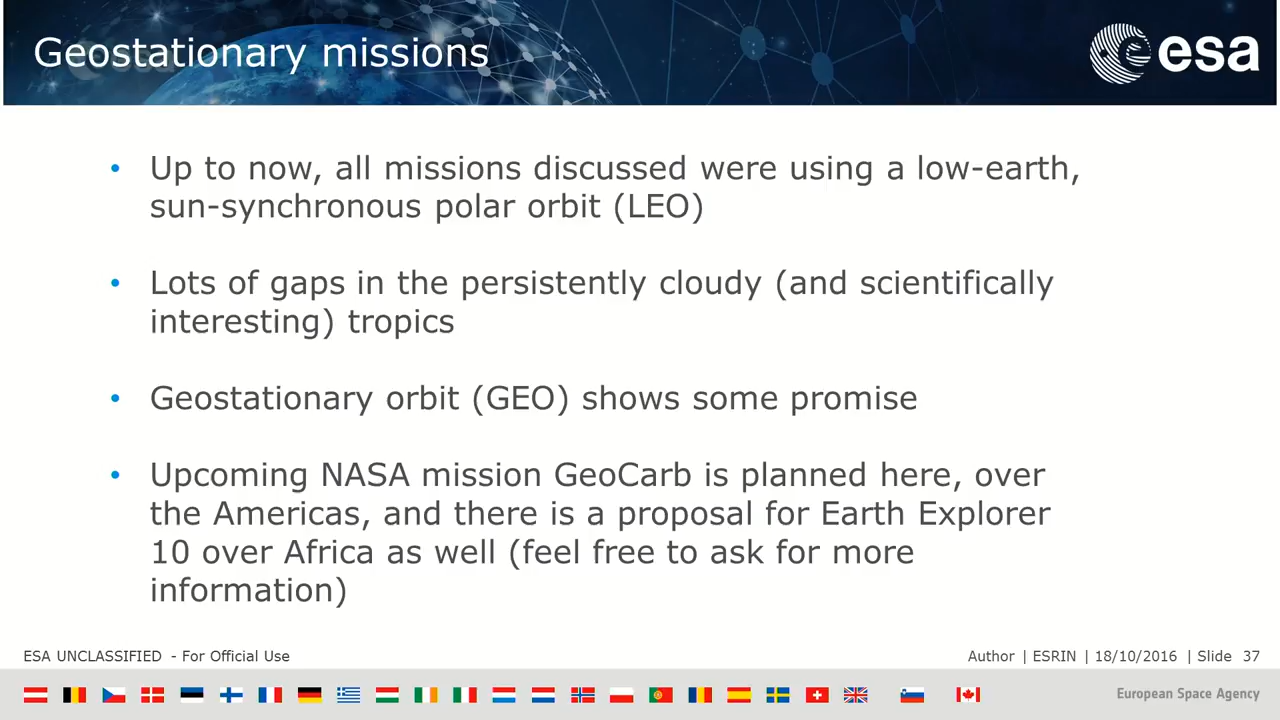 Geostationary missions
esa
• Up to now, all missions discussed were using a low-earth,
sun-synchronous polar orbit (LEO)
• Lots of gaps in the persistently cloudy (and scientifically
interesting) tropics
• Geostationary orbit (GEO) shows some promise
• Upcoming NASA mission GeoCarb is planned here, over
the Americas, and there is a proposal for Earth Explorer
10 over Africa as well (feel free to ask for more
information)
ESA UNCLASSIFIED - For Official Use
Author | ESRIN | 18/10/2016 | Slide 37
European Space Agency